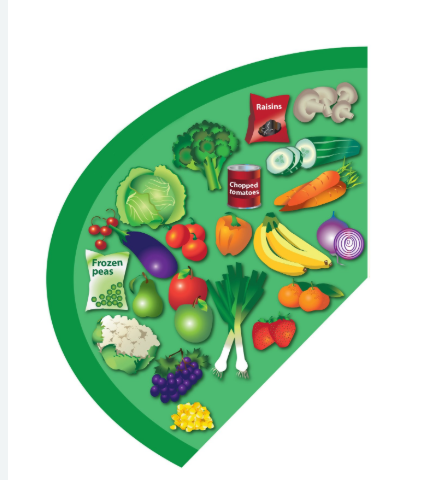 Raisins
Chopped
tomatoes
Frozen
peas